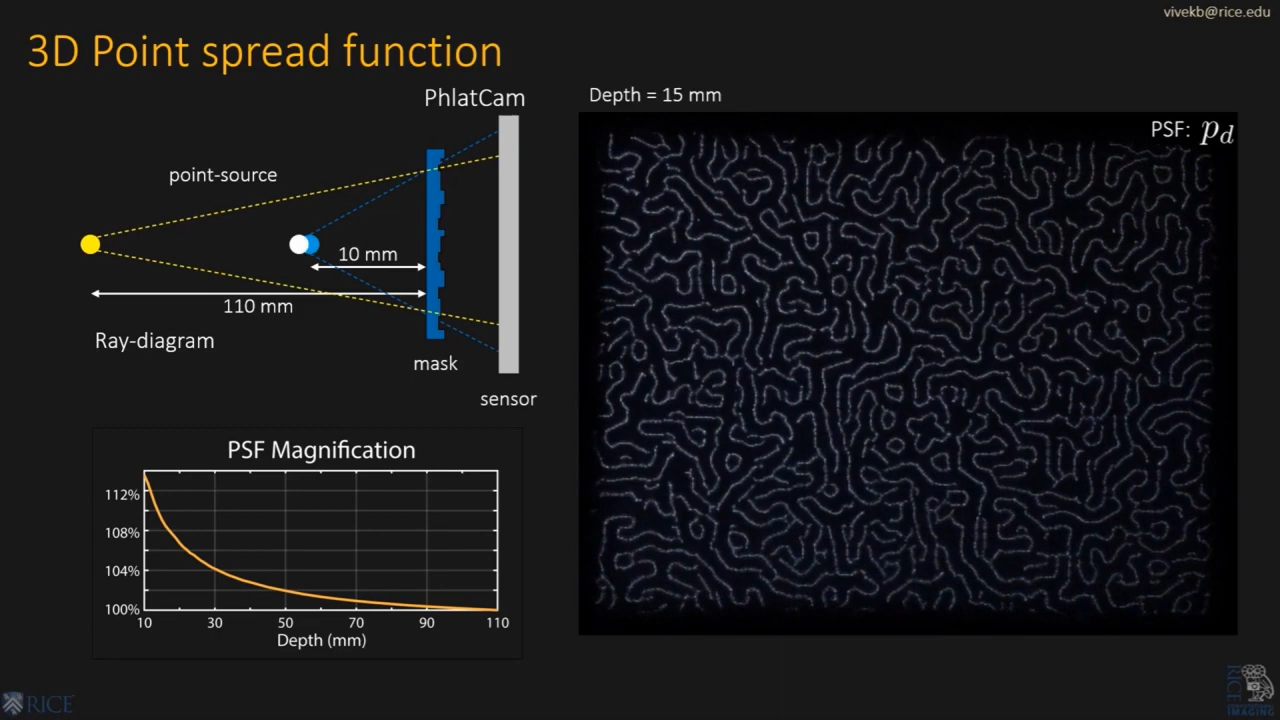 vivekb@rice.edu
3D Point spread function
PhlatCam
Depth = 15 mm
PSF: p_d
point-source
10 mm
110 mm
Ray-diagram
mask
sensor
PSF Magnification
112%
108%
104%
100%
10 30 50 70 90 110
Depth (mm)
RICE
RICE
IMAGING